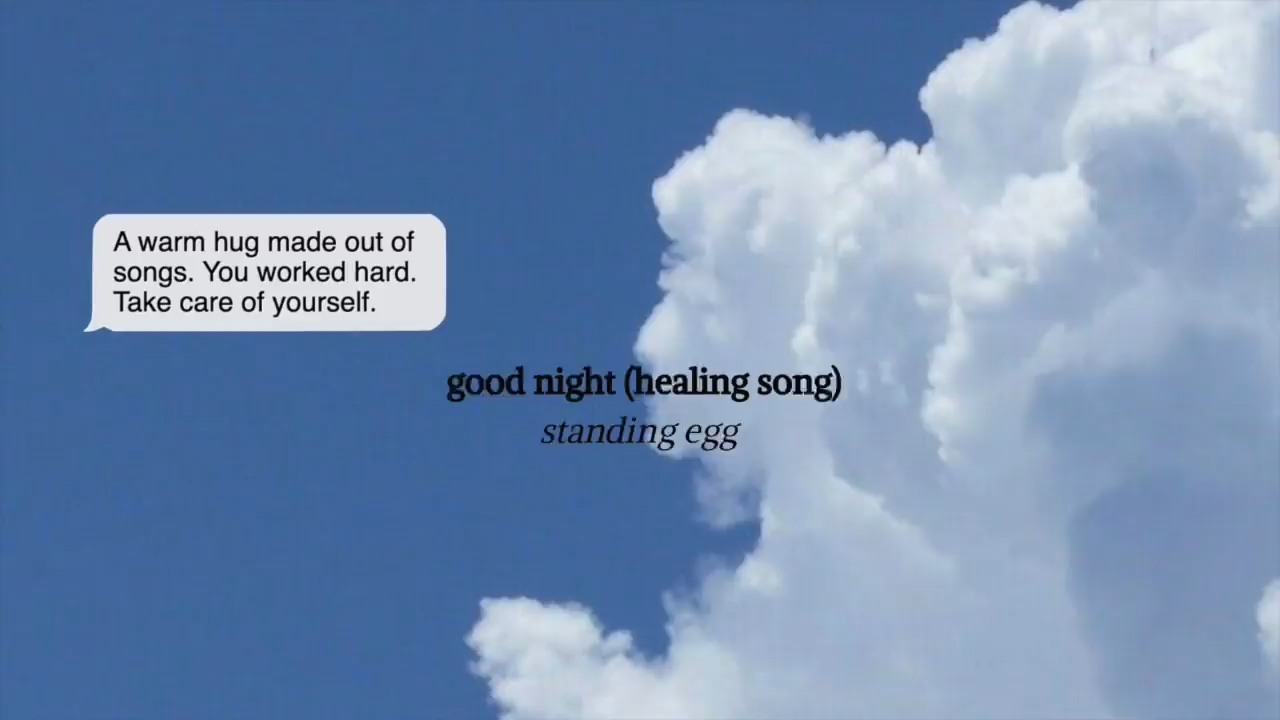 A warm hug made out of
songs. You worked hard.
Take care of yourself.
good night (healing song)
standing egg